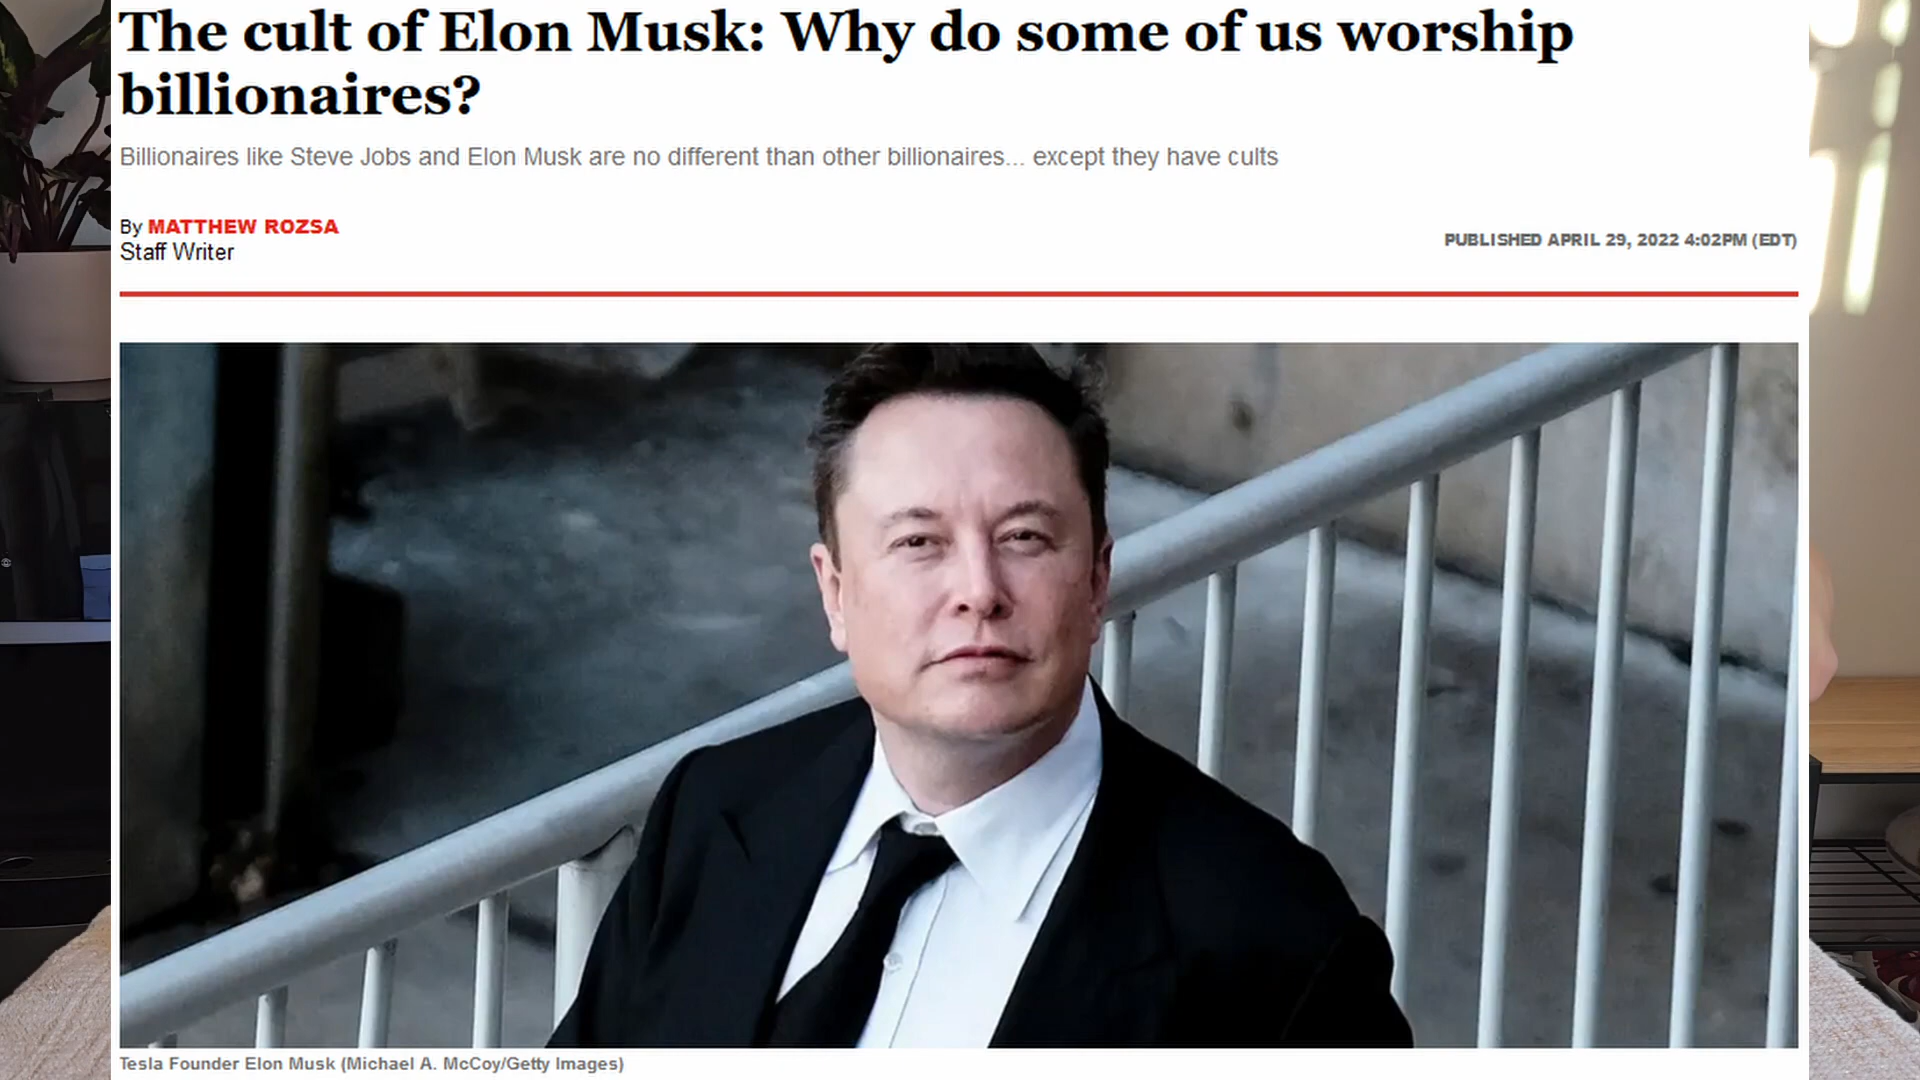 The cult of Elon Musk: Why do some of us worship
billionaires?
Billionaires like Steve Jobs and Elon Musk are no different than other billionaires... except they have cults
By MATTHEW ROZSA
Staff Writer
PUBLISHED APRIL 29, 2022 4:02PM (EDT)
Tesla Founder Elon Musk (Michael A. McCoy/Getty Images)